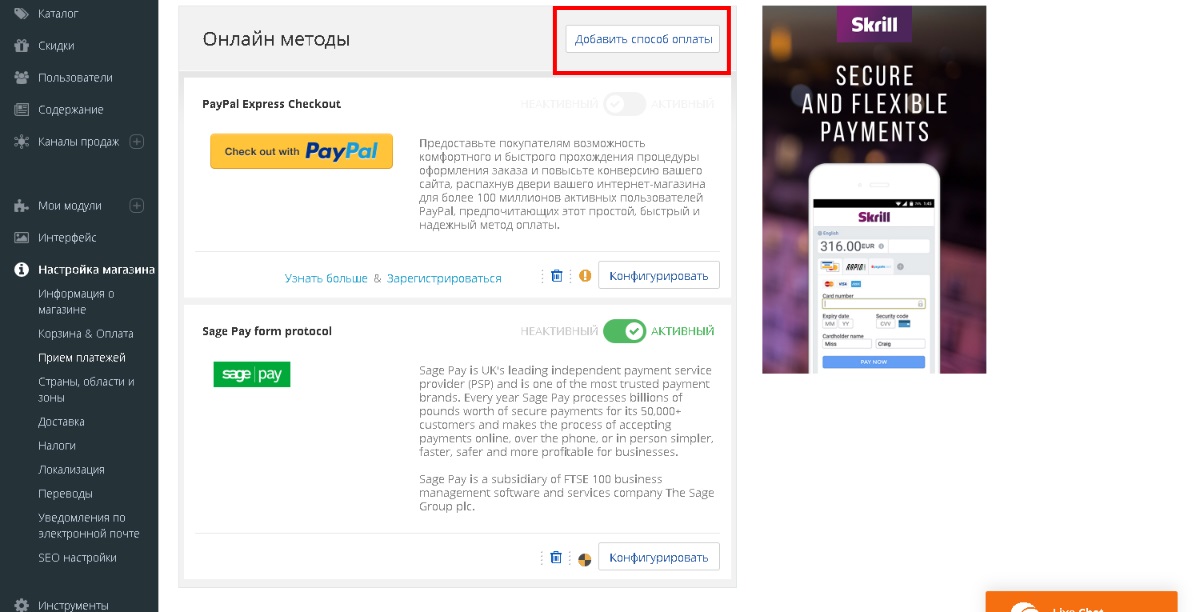 Каталог
Скидки
Пользователи
Содержание
Каналы продаж
Мои модули
Интерфейс
Настройка магазина
Информация о
магазине
Корзина & Оплата
Прием платежей
Страны, области и
зоны
Доставка
Налоги
Локализация
Переводы
Уведомления по
электронной почте
SEO настройки
Инструменты
Онлайн методы
Добавить способ оплаты
PayPal Express Checkout
НЕАКТИВНЫЙ АКТИВНЫЙ
Check out with PayPal
Предоставьте покупателям возможность
комфортного и быстрого прохождения процедуры
оформления заказа и повысьте конверсию вашего
сайта, распахнув двери вашего интернет-магазина
для более 100 миллионов активных пользователей
PayPal, предпочитающих этот простой, быстрый и
надежный метод оплаты.
Узнать больше & Зарегистрироваться
Конфигурировать
Sage Pay form protocol
НЕАКТИВНЫЙ АКТИВНЫЙ
sage pay
Sage Pay is UK's leading independent payment service
provider (PSP) and is one of the most trusted payment
brands. Every year Sage Pay processes billions of
pounds worth of secure payments for its 50,000+
customers and makes the process of accepting
payments online, over the phone, or in person simpler,
faster, safer and more profitable for businesses.
Sage Pay is a subsidiary of FTSE 100 business
management software and services company The Sage
Group plc.
Конфигурировать
Skrill
SECURE
AND FLEXIBLE
PAYMENTS
Skrill
English
316.00 EUR
RAPID
VISA
Card number
Expiry date Security code
MM YY CVV
Cardholder name
Miss Craig
PAY NOW
Live Chat